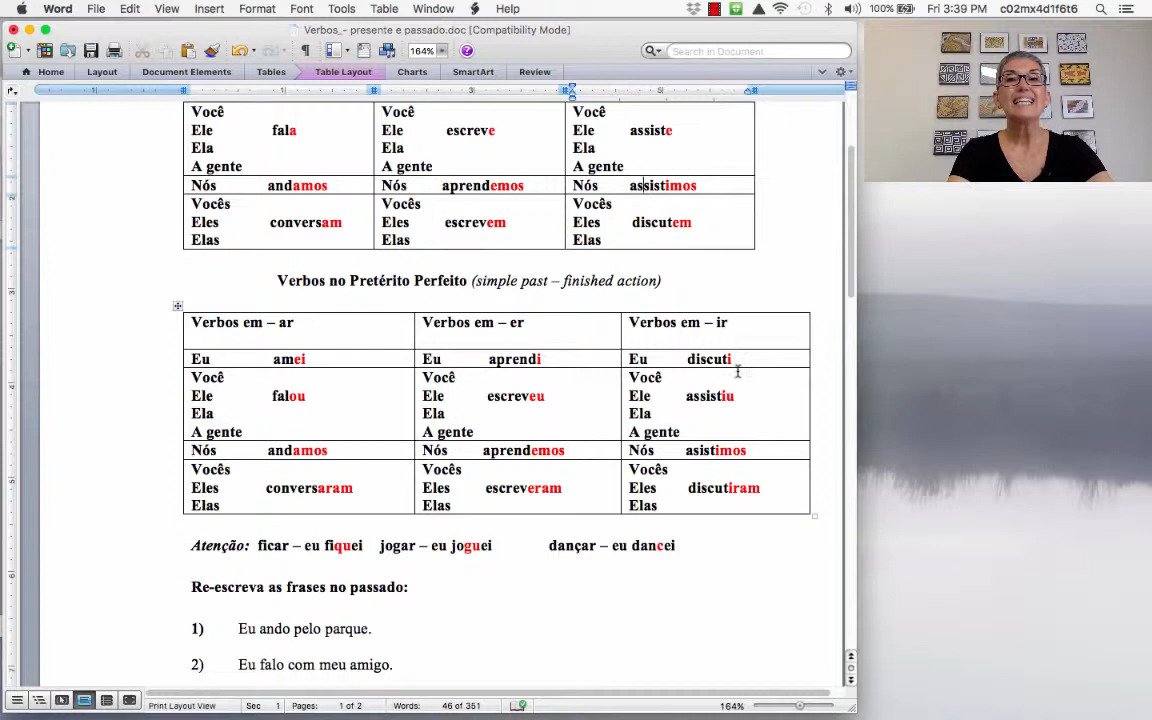 Word File Edit View Insert Format Font Tools Table Window Help 100% Fri 3:39 PM c02mx4d1f6t6
Verbos_- presente e passado.doc [Compatibility Mode]
164% Search in Document
Home Layout Document Elements Tables Table Layout Charts SmartArt Review
Você Você Você
Ele fala Ele escreve Ele assiste
Ela Ela Ela
A gente A gente A gente
Nós andamos Nós aprendemos Nós assistimos
Vocês Vocês Vocês
Eles conversam Eles escrevem Eles discutem
Elas Elas Elas
Verbos no Pretérito Perfeito (simple past – finished action)
Verbos em – ar Verbos em – er Verbos em – ir
Eu amei Eu aprendi Eu discuti
Você Você Você
Ele falou Ele escreveu Ele assistiu
Ela Ela Ela
A gente A gente A gente
Nós andamos Nós aprendemos Nós asistimos
Vocês Vocês Vocês
Eles conversaram Eles escreveram Eles discutiram
Elas Elas Elas
Atenção: ficar – eu fiquei jogar – eu joguei dançar – eu dancei
Re-escreva as frases no passado:
1) Eu ando pelo parque.
2) Eu falo com meu amigo.
Print Layout View Sec 1 Pages: 1 of 2 Words: 46 of 351 164%